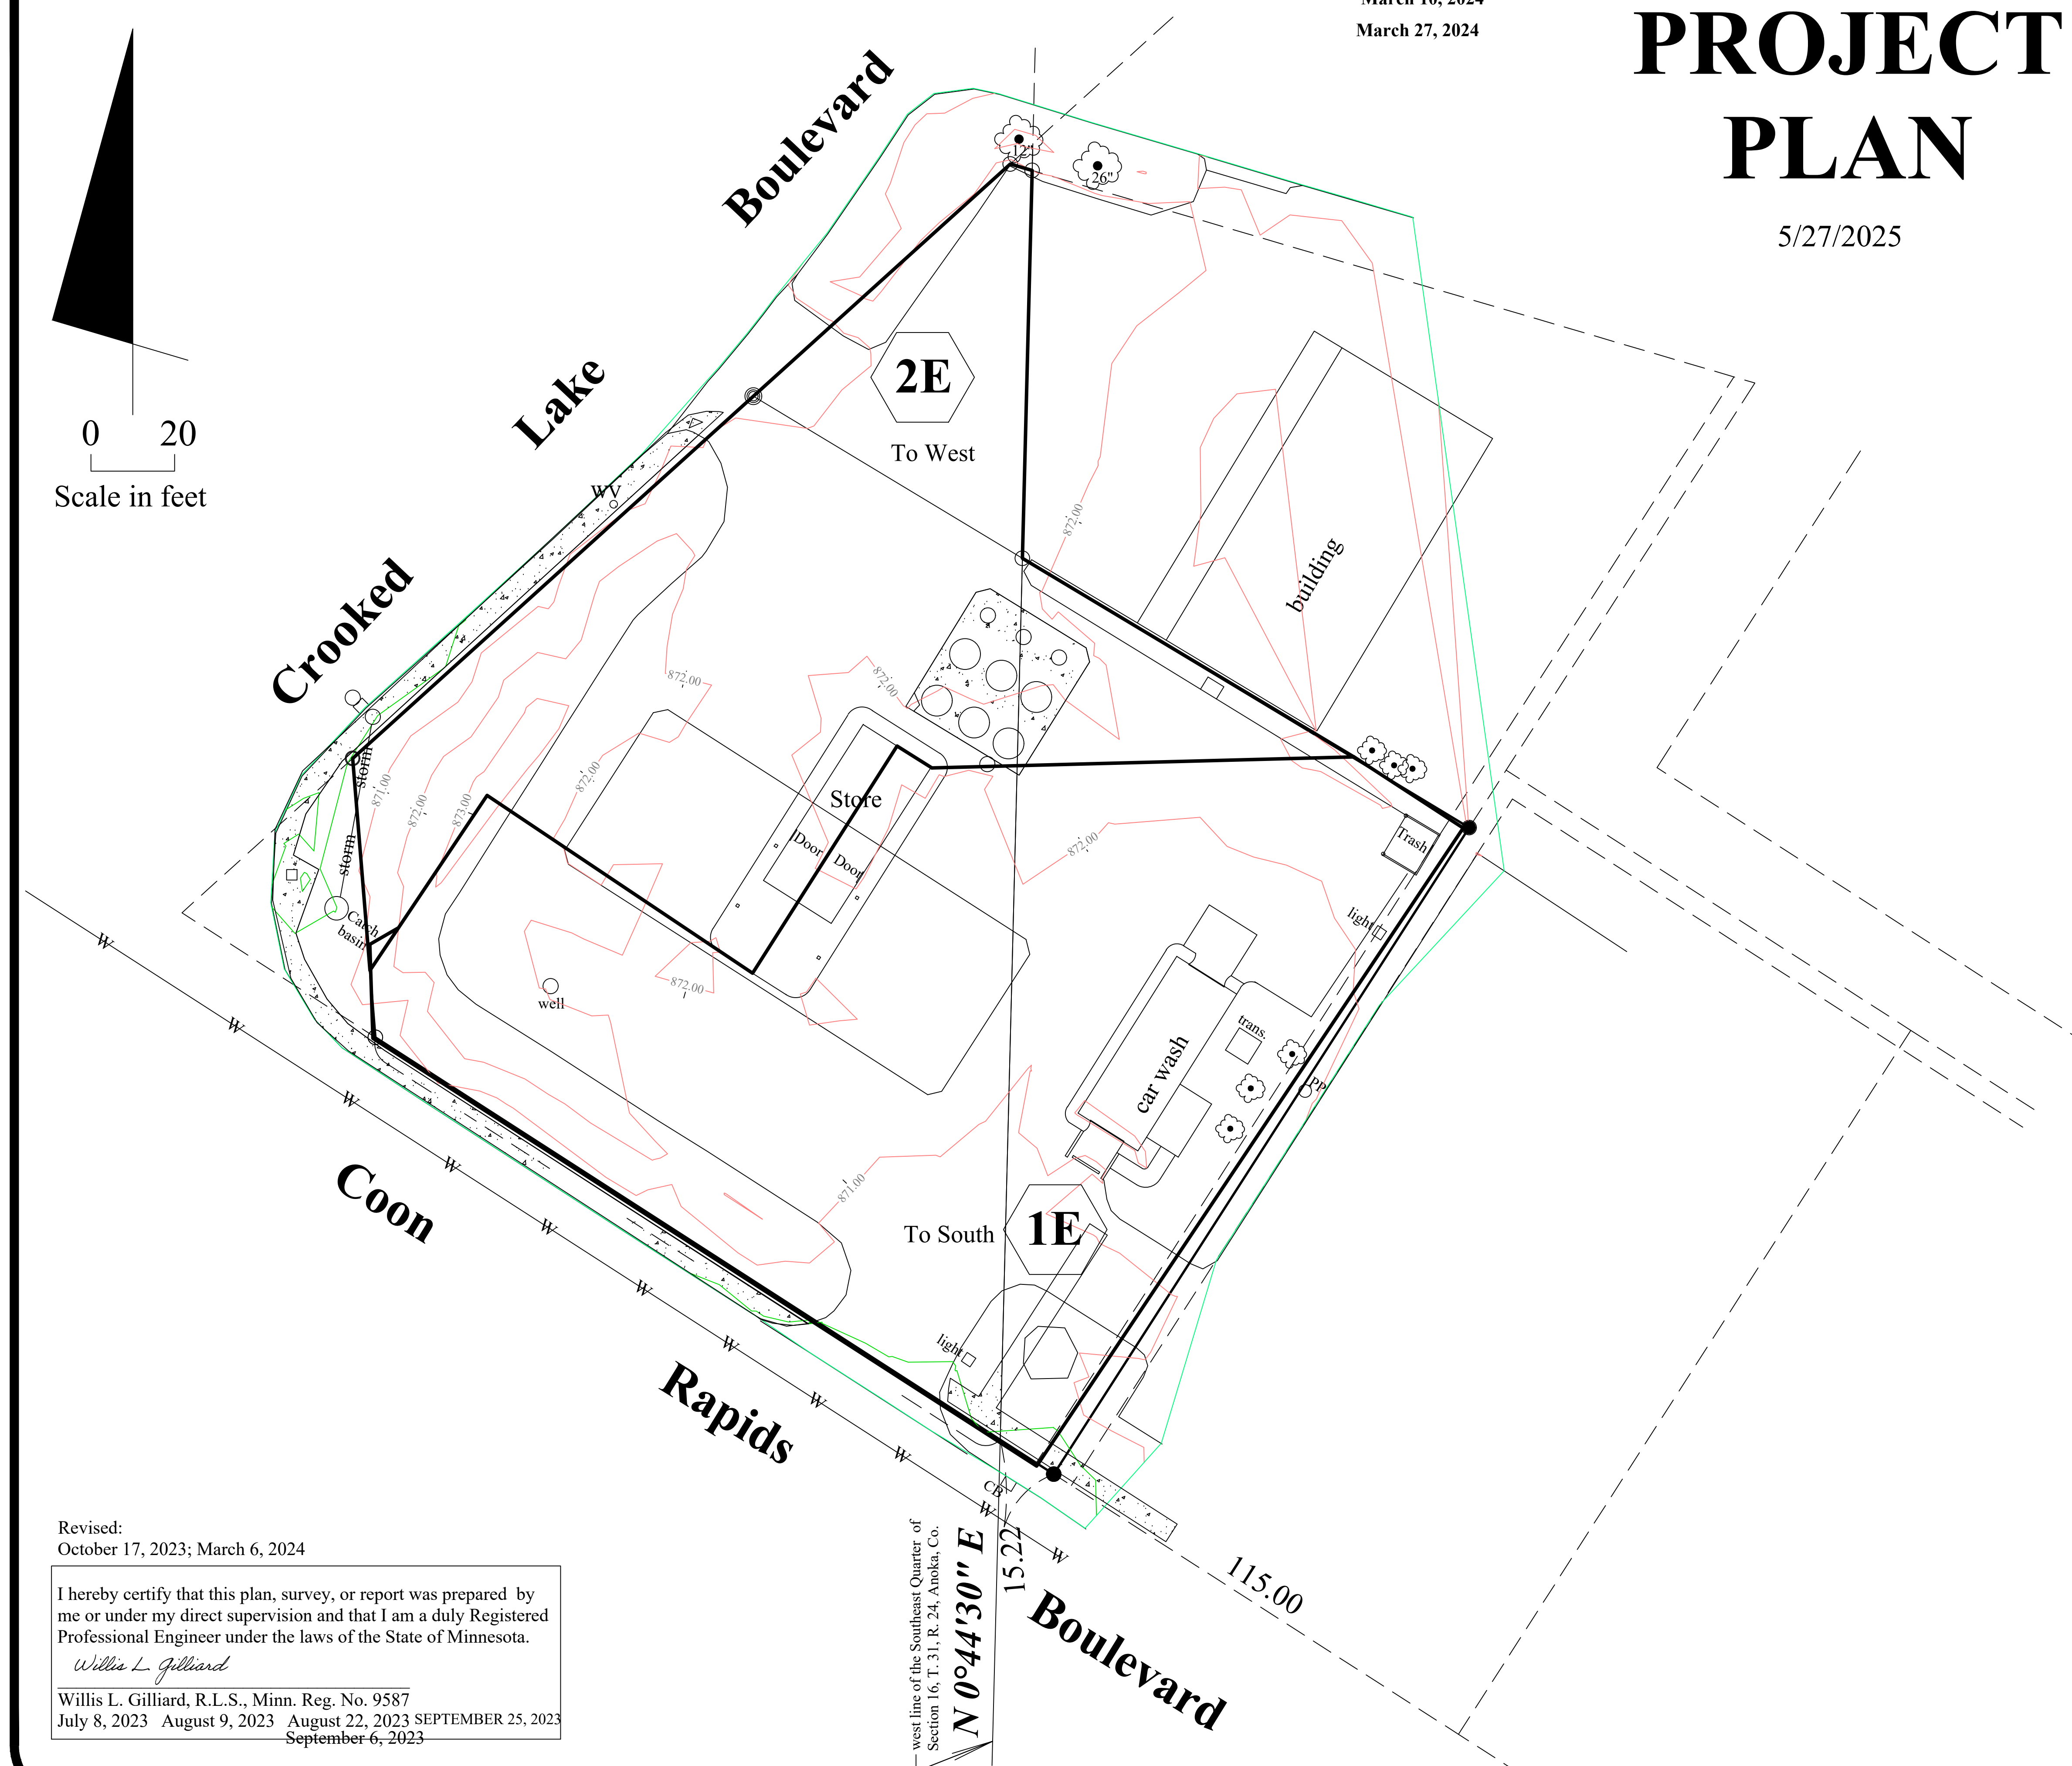 March 27, 2024
PROJECT
PLAN
5/27/2025
Boulevard
Lake
Crooked
0 20
Scale in feet
12"
26"
2E
To West
WV
872.00
building
872.00
872.00
storm
storm
871.00
872.00
873.00
872.00
Store
Door
Door
872.00
Trash
light
Catch
basin
872.00
well
trans.
PP
car wash
871.00
To South
1E
light
W
W
W
W
W
W
W
W
W
W
W
Coon
Rapids
Boulevard
CB
15.22
N 0°44'30" E
west line of the Southeast Quarter of
Section 16, T. 31, R. 24, Anoka, Co.
115.00
Revised:
October 17, 2023; March 6, 2024
I hereby certify that this plan, survey, or report was prepared by
me or under my direct supervision and that I am a duly Registered
Professional Engineer under the laws of the State of Minnesota.
Willis L. Gilliard
Willis L. Gilliard, R.L.S., Minn. Reg. No. 9587
July 8, 2023 August 9, 2023 August 22, 2023 SEPTEMBER 25, 2023
September 6, 2023